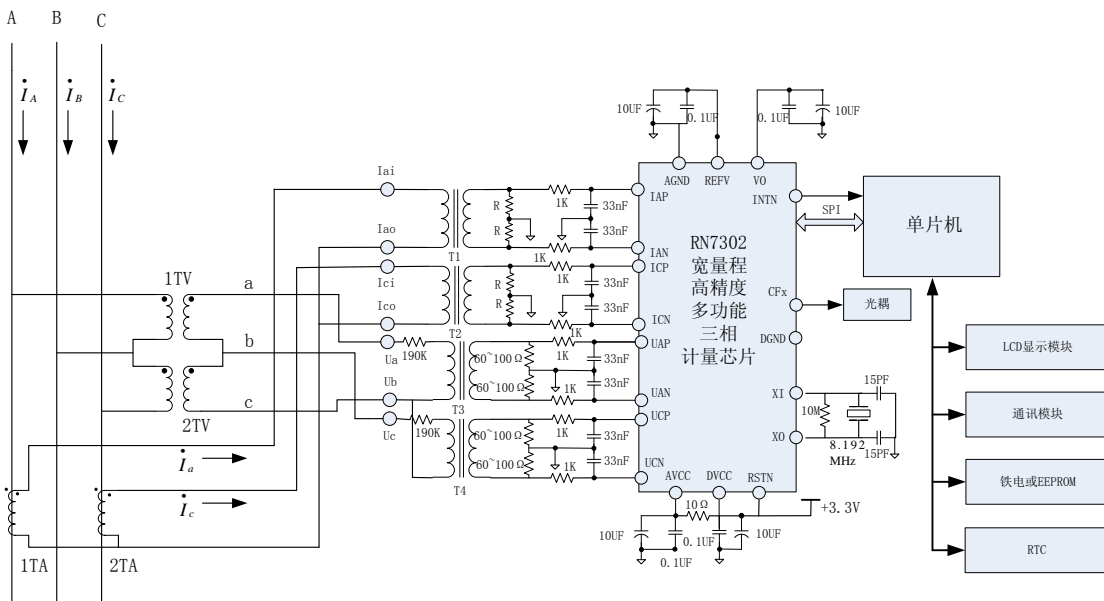 A
B
C
İA
İB
İC
10UF
0.1UF
0.1UF
10UF
AGND
REFV
VO
INTN
SPI
单片机
Iai
Iao
Ici
Ico
R
R
1K
1K
33nF
33nF
T1
IAP
IAN
R
R
1K
1K
33nF
33nF
T2
ICP
ICN
RN7302
宽量程
高精度
多功能
三相
计量芯片
CFx
光耦
DGND
1TV
a
b
c
2TV
Ua
190K
Ub
Uc
190K
60~100Ω
60~100Ω
1K
1K
33nF
33nF
T3
UAP
UAN
60~100Ω
60~100Ω
1K
1K
33nF
33nF
T4
UCP
UCN
XI
XO
10M
15PF
15PF
8.192
MHz
LCD显示模块
通讯模块
铁电或EEPROM
RTC
İa
İc
1TA
2TA
AVCC
DVCC
RSTN
10Ω
+3.3V
10UF
0.1UF
0.1UF
10UF